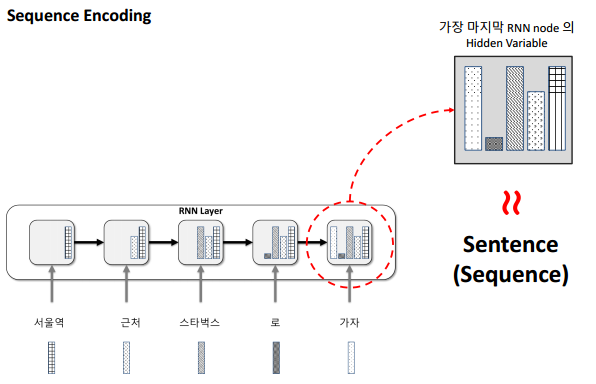 Sequence Encoding
가장 마지막 RNN node 의
Hidden Variable
RNN Layer
Sentence
(Sequence)
서울역
근처
스타벅스
로
가자